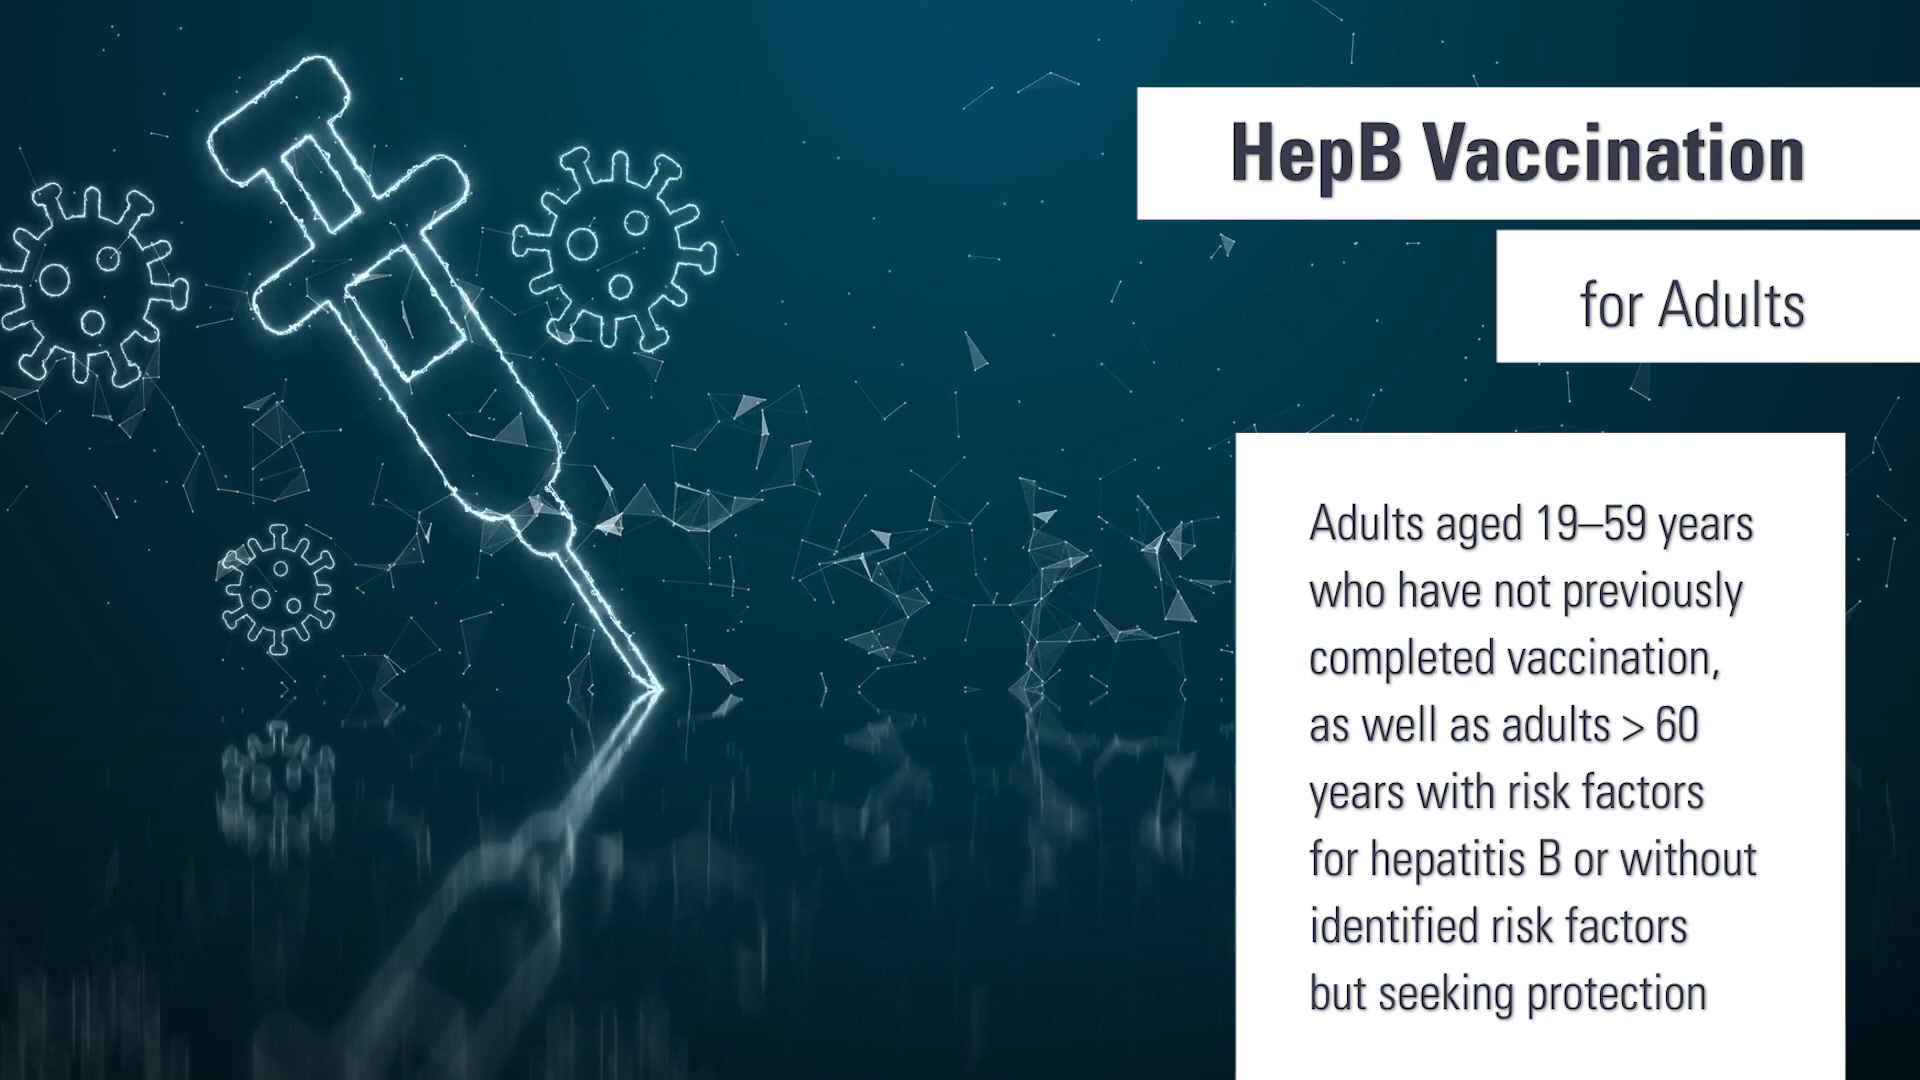 HepB Vaccination
for Adults
Adults aged 19–59 years
who have not previously
completed vaccination,
as well as adults > 60
years with risk factors
for hepatitis B or without
identified risk factors
but seeking protection